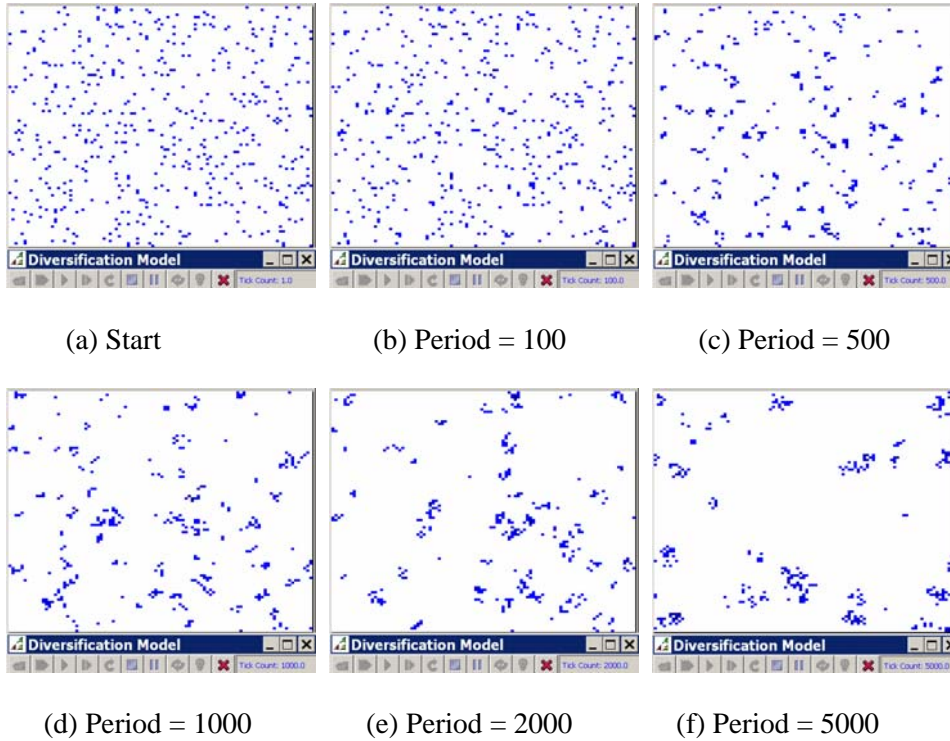 Diversification Model
Tick Count: 1.0
Diversification Model
Tick Count: 100.0
Diversification Model
Tick Count: 500.0
(a) Start
(b) Period = 100
(c) Period = 500
Diversification Model
Tick Count: 1000.0
Diversification Model
Tick Count: 2000.0
Diversification Model
Tick Count: 5000.0
(d) Period = 1000
(e) Period = 2000
(f) Period = 5000